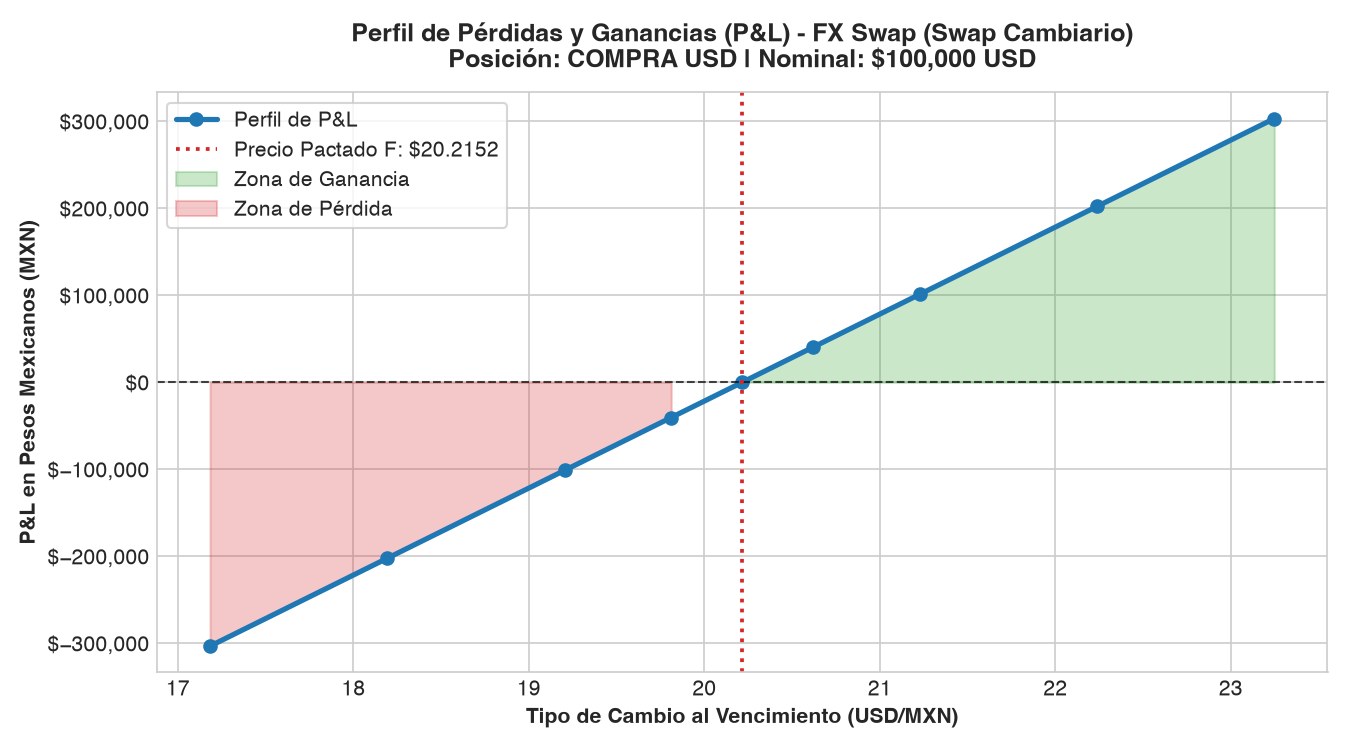 Perfil de Pérdidas y Ganancias (P&L) - FX Swap (Swap Cambiario)
Posición: COMPRA USD | Nominal: $100,000 USD
Perfil de P&L
Precio Pactado F: $20.2152
Zona de Ganancia
Zona de Pérdida
P&L en Pesos Mexicanos (MXN)
$300,000
$200,000
$100,000
$0
$−100,000
$−200,000
$−300,000
17 18 19 20 21 22 23
Tipo de Cambio al Vencimiento (USD/MXN)